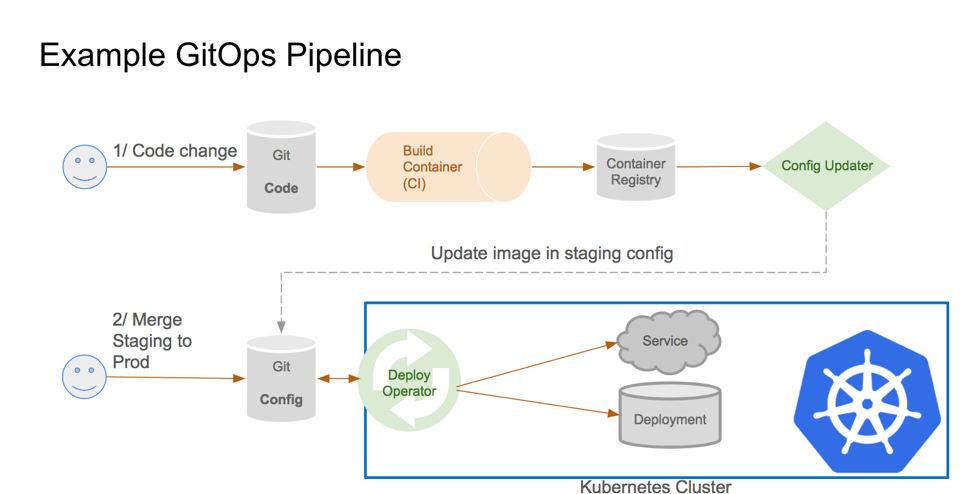 Example GitOps Pipeline
1/ Code change
Git
Code
Build
Container
(CI)
Container
Registry
Config Updater
Update image in staging config
2/ Merge
Staging to
Prod
Git
Config
Deploy
Operator
Service
Deployment
Kubernetes Cluster